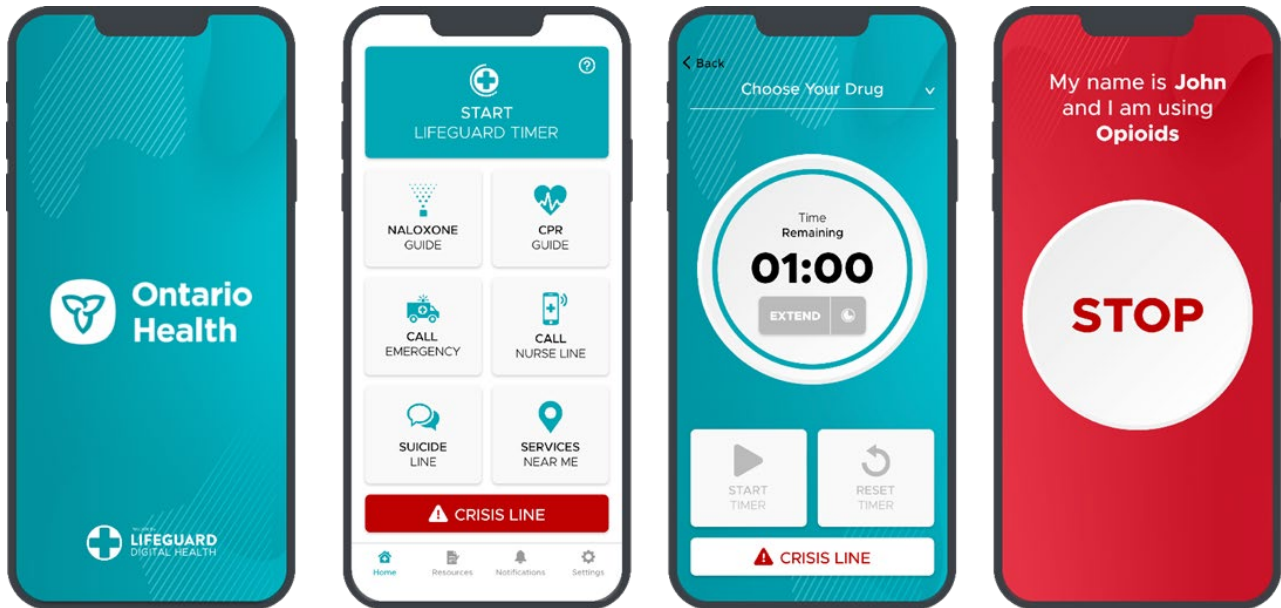 Ontario
Health
LIFEGUARD
DIGITAL HEALTH
START
LIFEGUARD TIMER
NALOXONE
GUIDE
CPR
GUIDE
CALL
EMERGENCY
CALL
NURSE LINE
SUICIDE
LINE
SERVICES
NEAR ME
CRISIS LINE
Home
Resources
Notifications
Settings
Back
Choose Your Drug
Time
Remaining
01:00
EXTEND
START
TIMER
RESET
TIMER
CRISIS LINE
My name is John
and I am using
Opioids
STOP